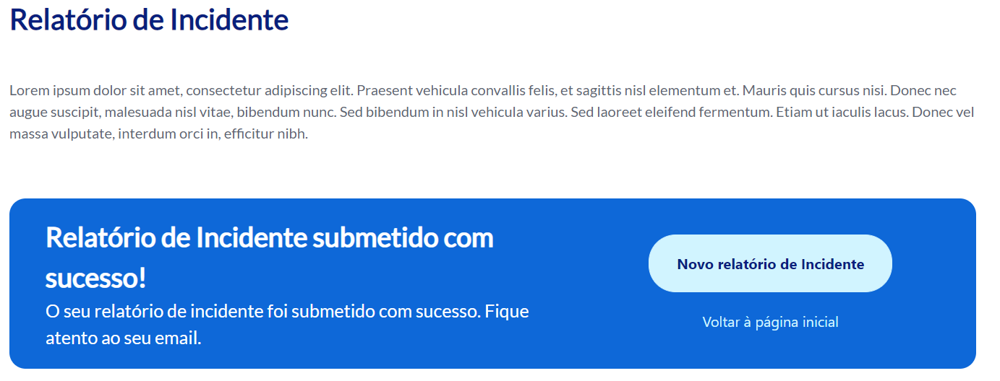 Relatório de Incidente
Lorem ipsum dolor sit amet, consectetur adipiscing elit. Praesent vehicula convallis felis, et sagittis nisl elementum et. Mauris quis cursus nisi. Donec nec
augue suscipit, malesuada nisl vitae, bibendum nunc. Sed bibendum in nisl vehicula varius. Sed laoreet eleifend fermentum. Etiam ut iaculis lacus. Donec vel
massa vulputate, interdum orci in, efficitur nibh.
Relatório de Incidente submetido com
sucesso!
O seu relatório de incidente foi submetido com sucesso. Fique
atento ao seu email.
Novo relatório de Incidente
Voltar à página inicial